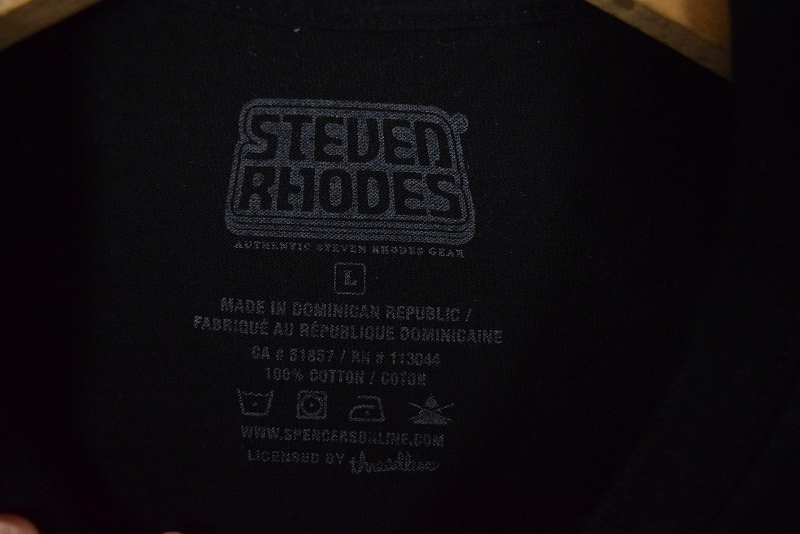 STEVEN
RHODES
AUTHENTIC STEVEN RHODES GEAR
L
MADE IN DOMINICAN REPUBLIC /
FABRIQUÉ AU RÉPUBLIQUE DOMINICAINE
CA # 51857 / RN # 113044
100% COTTON / COTON
WWW.SPENCERSONLINE.COM
LICENSED BY threadless